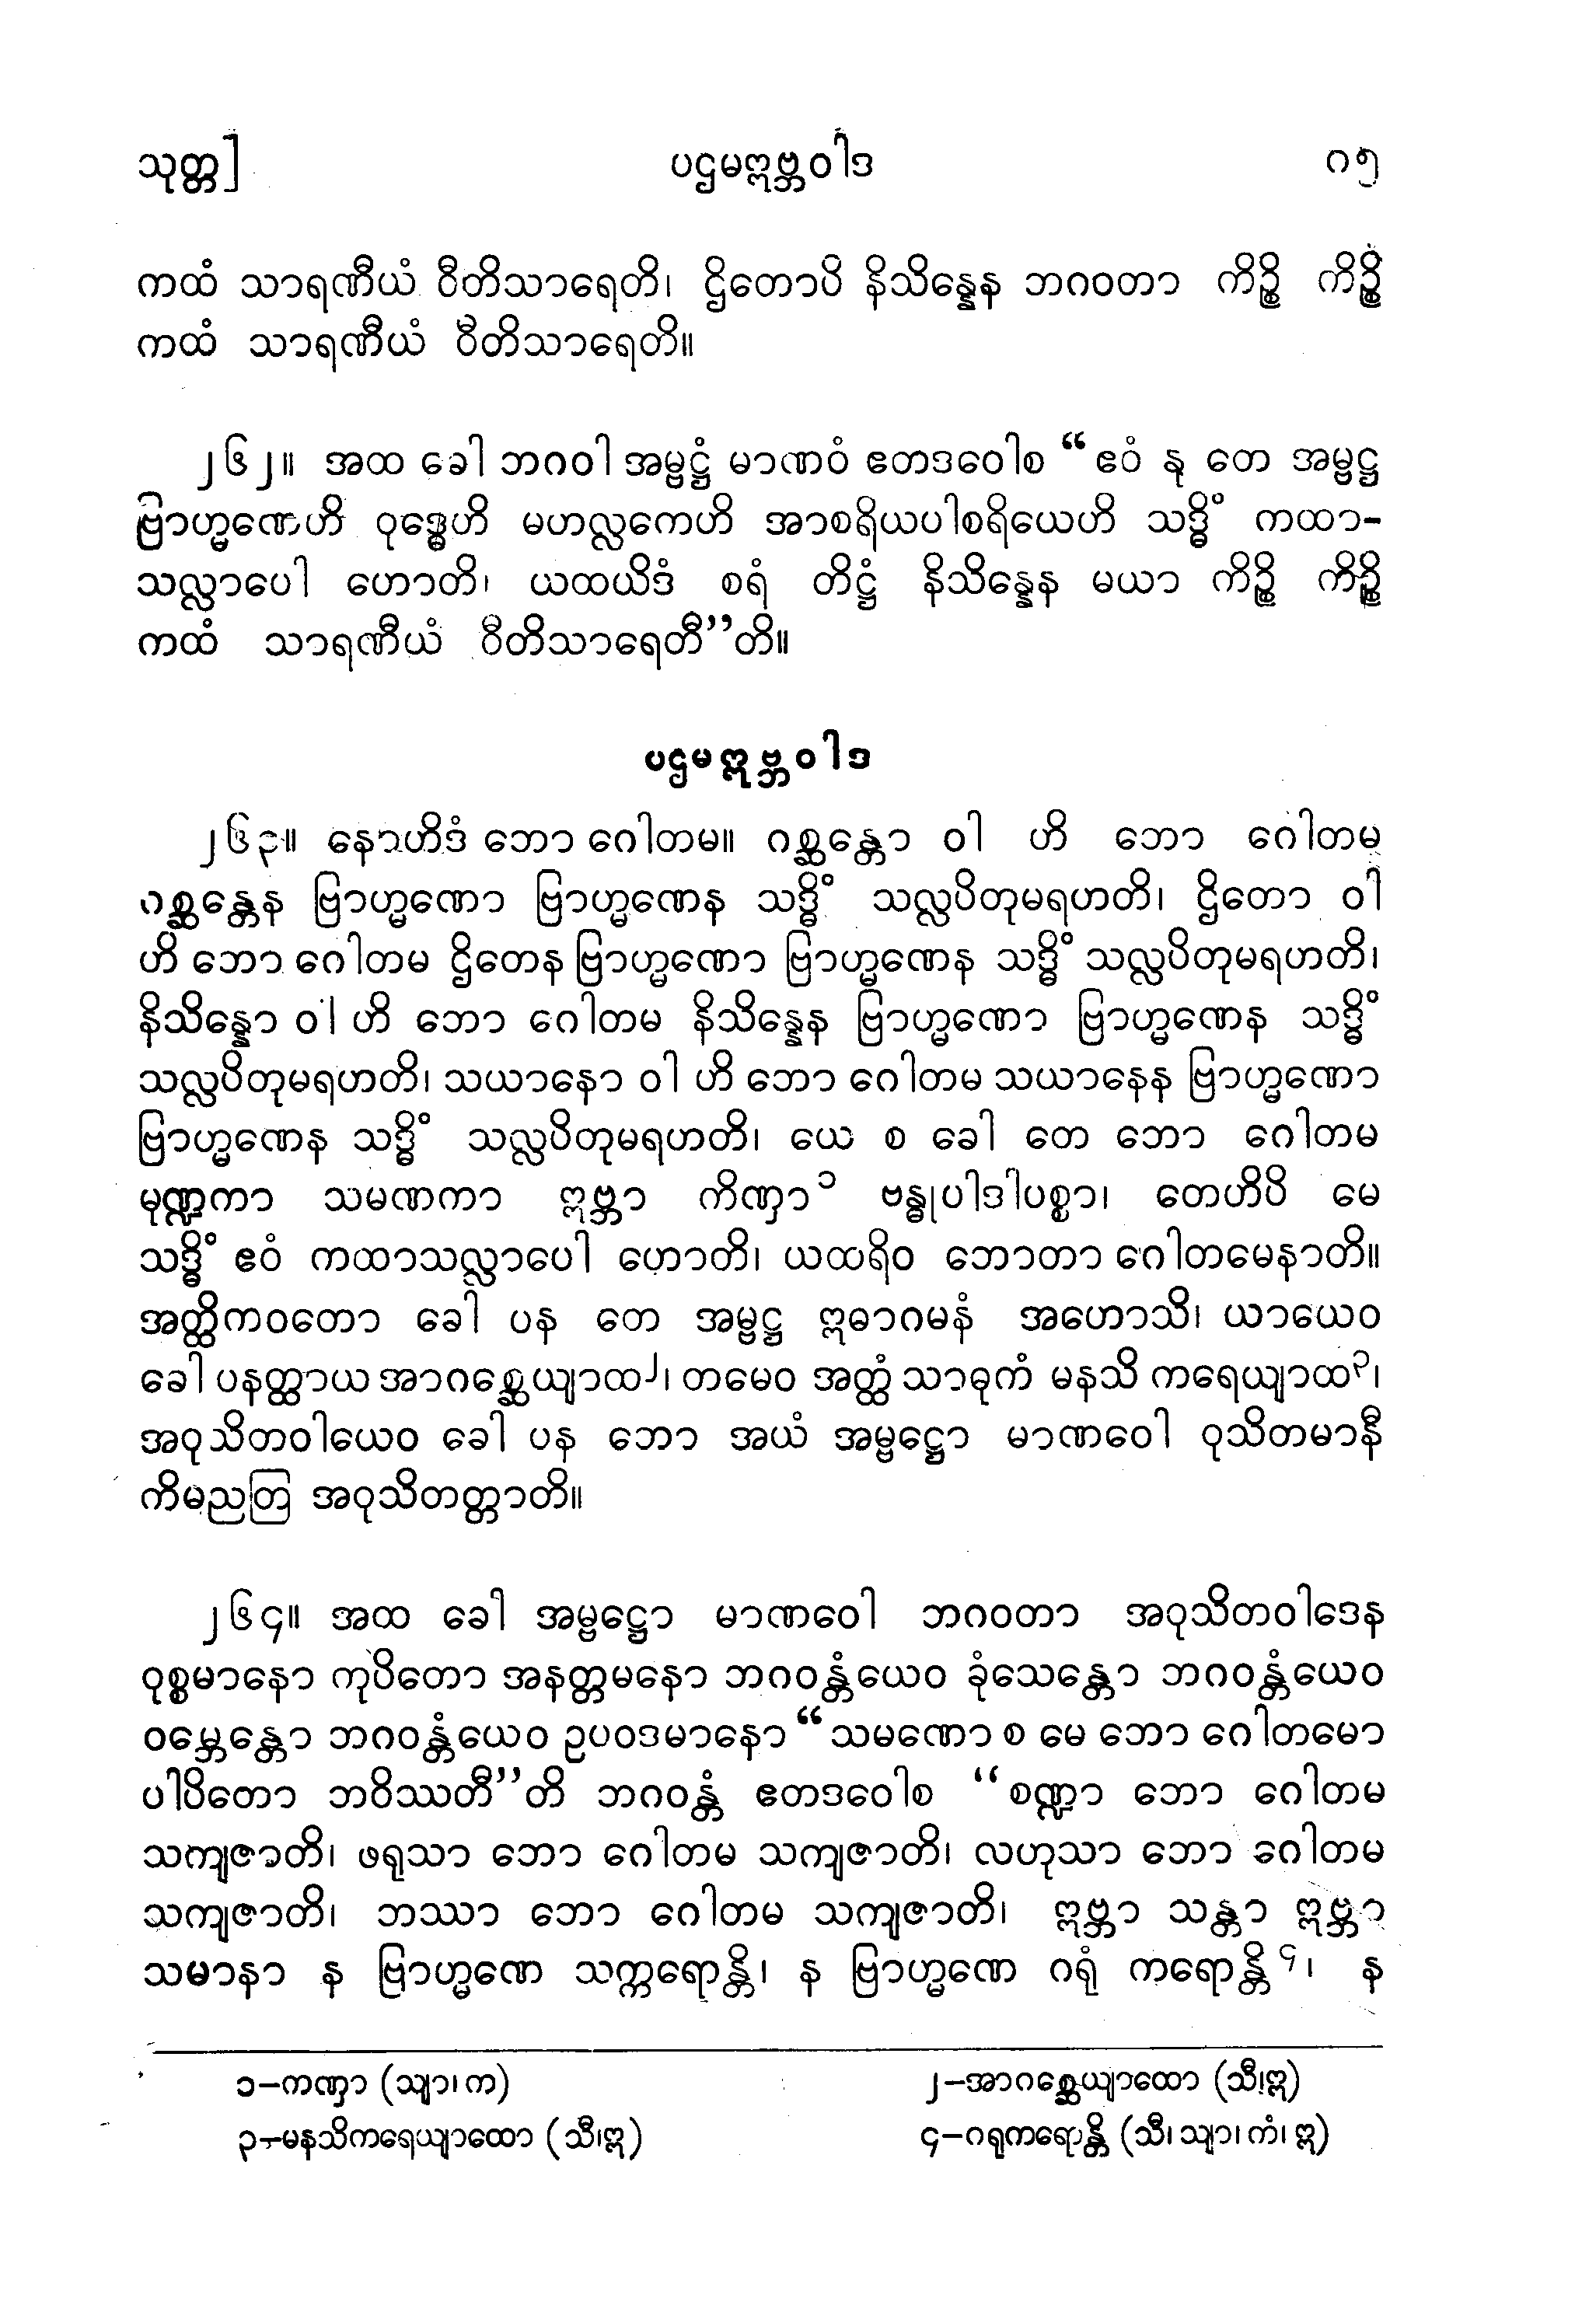 သုတ္တ] ပဌမဣဗ္ဘဝါဒ ၈၅
ကထံ သာရဏီယံ ဝီတိသာရေတိ၊ ဌိတောပိ နိသိန္နေန ဘဂဝတာ ကိဉ္စိ ကိဉ္စိ
ကထံ သာရဏီယံ ဝီတိသာရေတိ။
၂၆၂။ အထ ခေါ ဘဂဝါ အမ္ဗဋ္ဌံ မာဏဝံ ဧတဒဝေါစ “ဧဝံ နု တေ အမ္ဗဋ္ဌ
ဗြာဟ္မဏေဟိ ဝုဒ္ဓေဟိ မဟလ္လကေဟိ အာစရိယပါစရိယေဟိ သဒ္ဓိံ ကထာ-
သလ္လာပေါ ဟောတိ၊ ယထယိဒံ စရံ တိဋ္ဌံ နိသိန္နေန မယာ ကိဉ္စိ ကိဉ္စိ
ကထံ သာရဏီယံ ဝီတိသာရေတီ”တိ။
ပဌမဣဗ္ဘဝါဒ
၂၆၃။ နောဟိဒံ ဘော ဂေါတမ။ ဂစ္ဆန္တော ဝါ ဟိ ဘော ဂေါတမ
ဂစ္ဆန္တေန ဗြာဟ္မဏော ဗြာဟ္မဏေန သဒ္ဓိံ သလ္လပိတုမရဟတိ၊ ဌိတော ဝါ
ဟိ ဘော ဂေါတမ ဌိတေန ဗြာဟ္မဏော ဗြာဟ္မဏေန သဒ္ဓိံ သလ္လပိတုမရဟတိ၊
နိသိန္နော ဝါ ဟိ ဘော ဂေါတမ နိသိန္နေန ဗြာဟ္မဏော ဗြာဟ္မဏေန သဒ္ဓိံ
သလ္လပိတုမရဟတိ၊ သယာနော ဝါ ဟိ ဘော ဂေါတမ သယာနေန ဗြာဟ္မဏော
ဗြာဟ္မဏေန သဒ္ဓိံ သလ္လပိတုမရဟတိ၊ ယေ စ ခေါ တေ ဘော ဂေါတမ
မုဏ္ဍကာ သမဏကာ ဣဗ္ဘာ ကိဏှာ၁ ဗန္ဓုပါဒါပစ္စာ၊ တေဟိပိ မေ
သဒ္ဓိံ ဧဝံ ကထာသလ္လာပေါ ဟောတိ၊ ယထရိဝ ဘောတာ ဂေါတမေနာတိ။
အတ္ထိကဝတော ခေါ ပန တေ အမ္ဗဋ္ဌ ဣဓာဂမနံ အဟောသိ၊ ယာယေဝ
ခေါ ပနတ္ထာယ အာဂစ္ဆေယျာထ၂၊ တမေဝ အတ္ထံ သာဓုကံ မနသိ ကရေယျာထ၃၊
အဝုသိတဝါယေဝ ခေါ ပန ဘော အယံ အမ္ဗဋ္ဌော မာဏဝေါ ဝုသိတမာနီ
ကိမညတြ အဝုသိတတ္တာတိ။
၂၆၄။ အထ ခေါ အမ္ဗဋ္ဌော မာဏဝေါ ဘဂဝတာ အဝုသိတဝါဒေန
ဝုစ္စမာနော ကုပိတော အနတ္တမနော ဘဂဝန္တံယေဝ ခုံသေန္တော ဘဂဝန္တံယေဝ
ဝမ္ဘေန္တော ဘဂဝန္တံယေဝ ဥပဝဒမာနော “သမဏော စ မေ ဘော ဂေါတမော
ပါပိတော ဘဝိဿတီ”တိ ဘဂဝန္တံ ဧတဒဝေါစ “စဏ္ဍာ ဘော ဂေါတမ
သကျဇာတိ၊ ဖရုသာ ဘော ဂေါတမ သကျဇာတိ၊ လဟုသာ ဘော ဂေါတမ
သကျဇာတိ၊ ဘဿာ ဘော ဂေါတမ သကျဇာတိ၊ ဣဗ္ဘာ သန္တာ ဣဗ္ဘာ
သမာနာ န ဗြာဟ္မဏေ သက္ကရောန္တိ၊ န ဗြာဟ္မဏေ ဂရုံ ကရောန္တိ၄၊ န
၁–ကဏှာ (သျာ၊က) ၂–အာဂစ္ဆေယျာထော (သီ၊ဣ)
၃–မနသိကရေယျာထော (သီ၊ဣ) ၄–ဂရုကရောန္တိ (သီ၊သျာ၊ကံ၊ဣ)